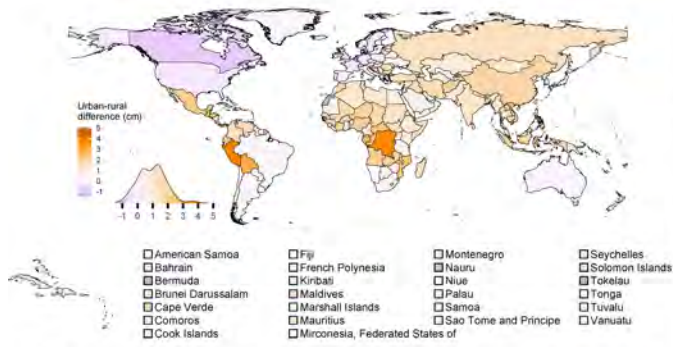 Urban-rural
difference (cm)
5
4
3
2
1
0
-1
-1 0 1 2 3 4 5
American Samoa Fiji Montenegro Seychelles
Bahrain French Polynesia Nauru Solomon Islands
Bermuda Kiribati Niue Tokelau
Brunei Darussalam Maldives Palau Tonga
Cape Verde Marshall Islands Samoa Tuvalu
Comoros Mauritius Sao Tome and Principe Vanuatu
Cook Islands Mirconesia, Federated States of